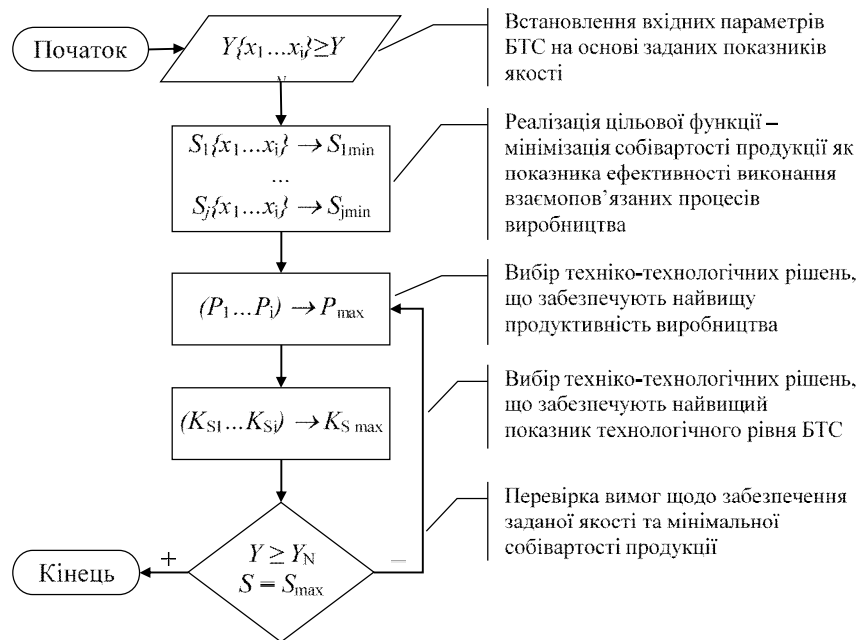 Початок
Y{x1...xi}≥Y
N
Встановлення вхідних параметрів
БТС на основі заданих показників
якості
S1{x1...xi} → S1min
...
Sj{x1...xi} → Sjmin
Реалізація цільової функції –
мінімізація собівартості продукції як
показника ефективності виконання
взаємопов’язаних процесів
виробництва
(P1...Pi) → Pmax
Вибір техніко-технологічних рішень,
що забезпечують найвищу
продуктивність виробництва
(KS1...KSi) → KS max
Вибір техніко-технологічних рішень,
що забезпечують найвищий
показник технологічного рівня БТС
Y ≥ YN
S = Smax
+
–
Кінець
Перевірка вимог щодо забезпечення
заданої якості та мінімальної
собівартості продукції